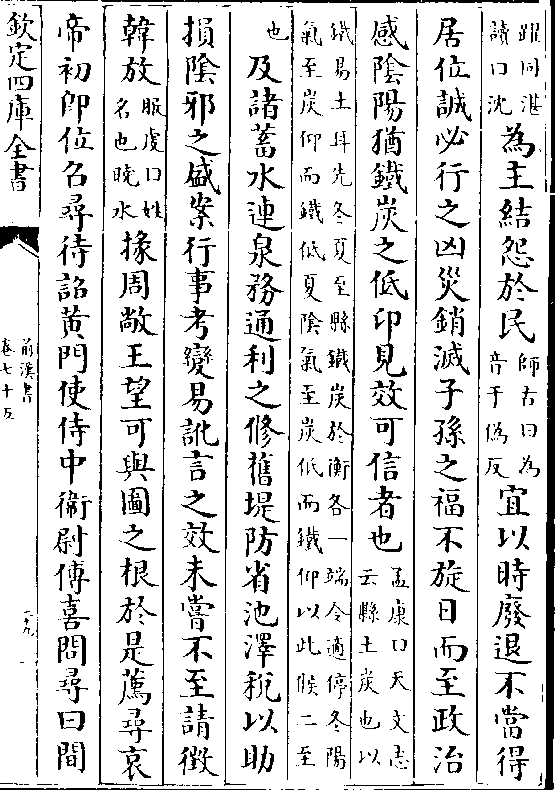 躍同湛
讀曰沈
為主結怨於民
師古曰為
音于偽反
宜以時廢退不當得
居位誠必行之凶災銷滅子孫之福不旋日而至政治
感陰陽猶鐵炭之低卬見效可信者也
孟康曰天文志
云縣土炭也以
鐵易土耳先冬夏至縣鐵炭於衡各一端令適停冬陽
氣至炭仰而鐵低夏陰氣至炭低而鐵仰以此候二至
也
及諸蓄水連泉務通利之修舊堤防省池澤稅以助
損陰邪之盛案行事考變易訛言之效未嘗不至請徵
韓放
服虔曰姓
名也曉水
掾周敞王望可與圖之根於是薦尋哀
帝初即位召尋待詔黃門使侍中衛尉傅喜問尋曰間
欽定四庫全書
前漢書
卷七十五